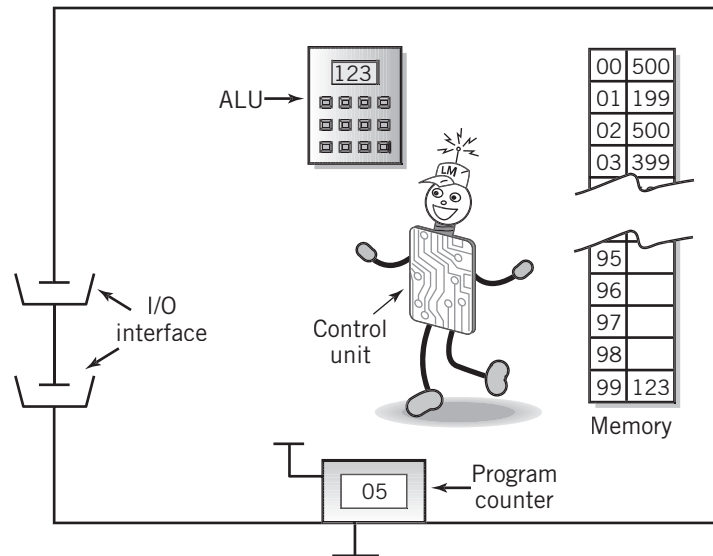 123
ALU
LM
00 500
01 199
02 500
03 399
95
96
97
98
99 123
Memory
I/O
interface
Control
unit
05
Program
counter